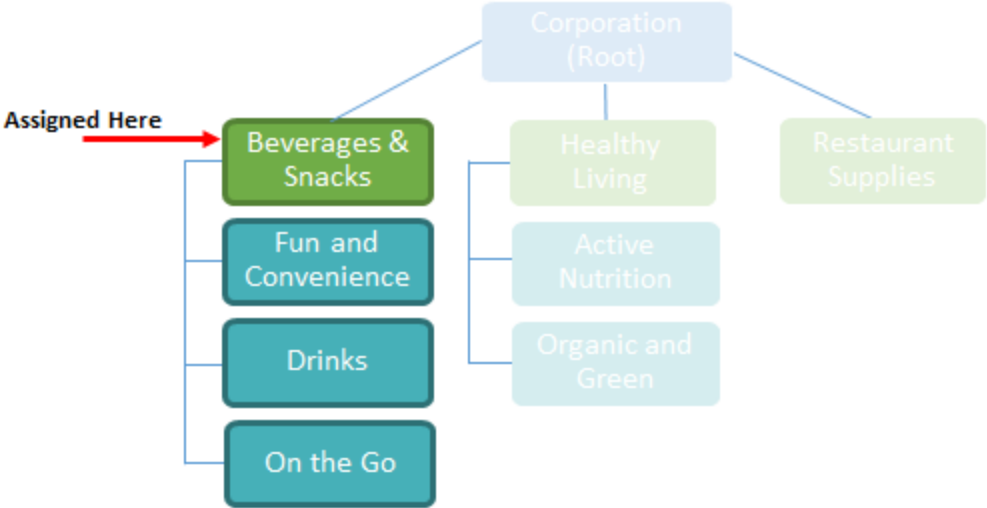 Corporation
(Root)
Assigned Here
Beverages &
Snacks
Healthy
Living
Restaurant
Supplies
Fun and
Convenience
Active
Nutrition
Drinks
Organic and
Green
On the Go